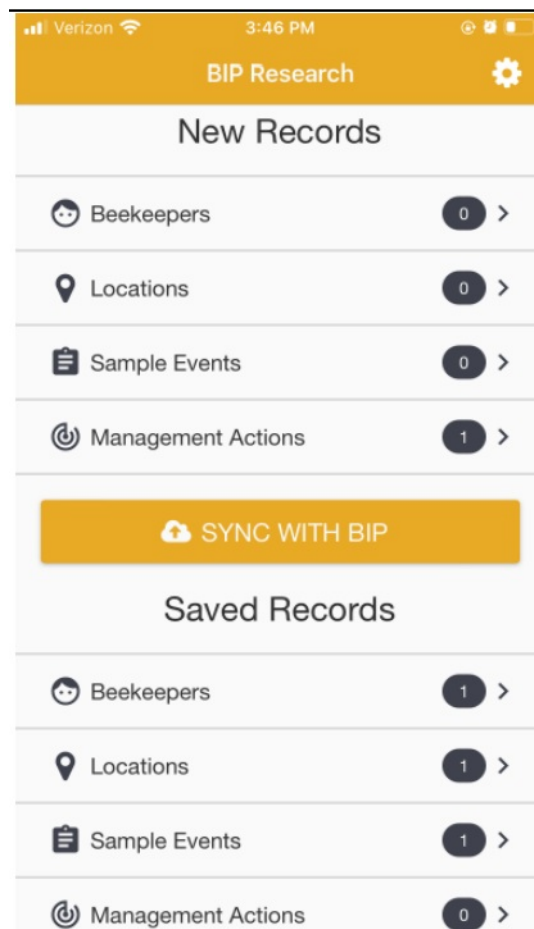 Verizon 3:46 PM
BIP Research
New Records
Beekeepers 0
Locations 0
Sample Events 0
Management Actions 1
SYNC WITH BIP
Saved Records
Beekeepers 1
Locations 1
Sample Events 1
Management Actions 0